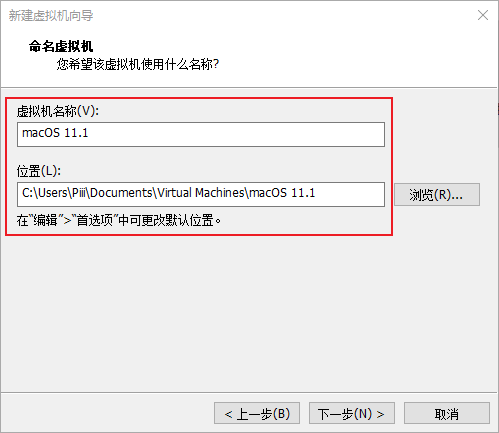 新建虚拟机向导
命名虚拟机
您希望该虚拟机使用什么名称?
虚拟机名称(V):
macOS 11.1
位置(L):
C:\Users\Piii\Documents\Virtual Machines\macOS 11.1
浏览(R)...
在“编辑”>“首选项”中可更改默认位置。
< 上一步(B)
下一步(N) >
取消